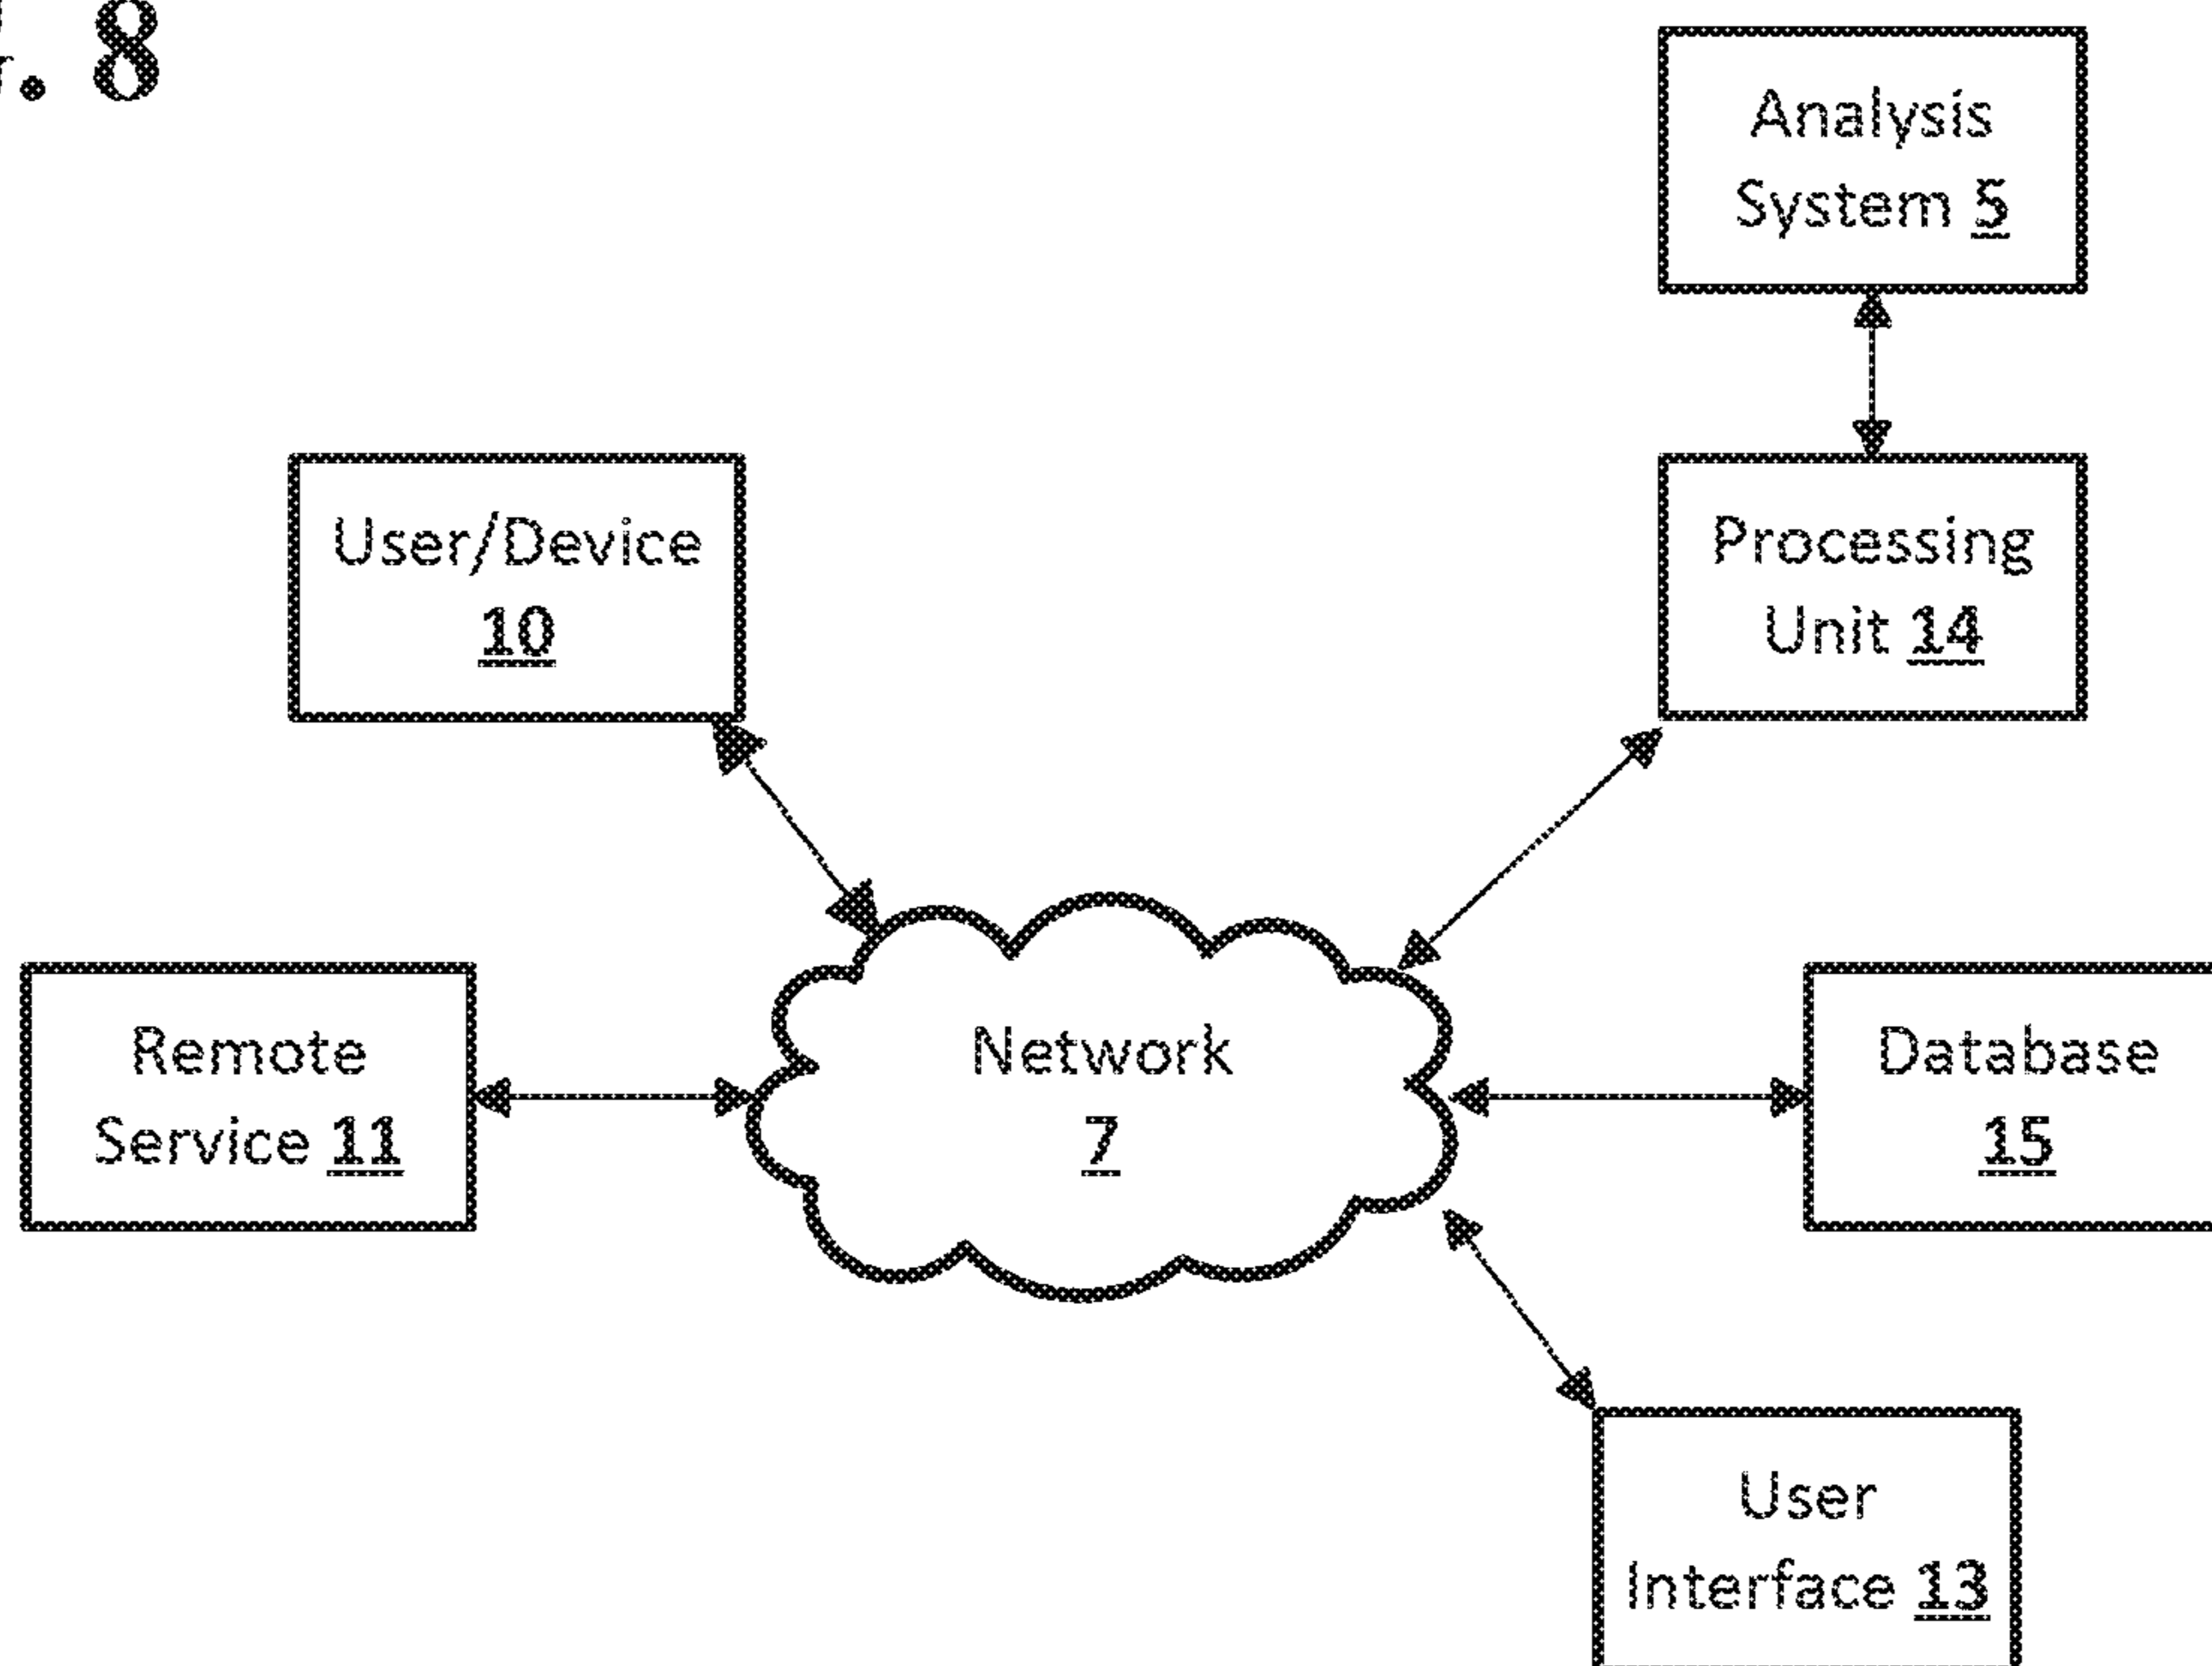 . 8
Analysis
System 5
User/Device
10
Processing
Unit 14
Remote
Service 11
Network
7
Database
15
User
Interface 13